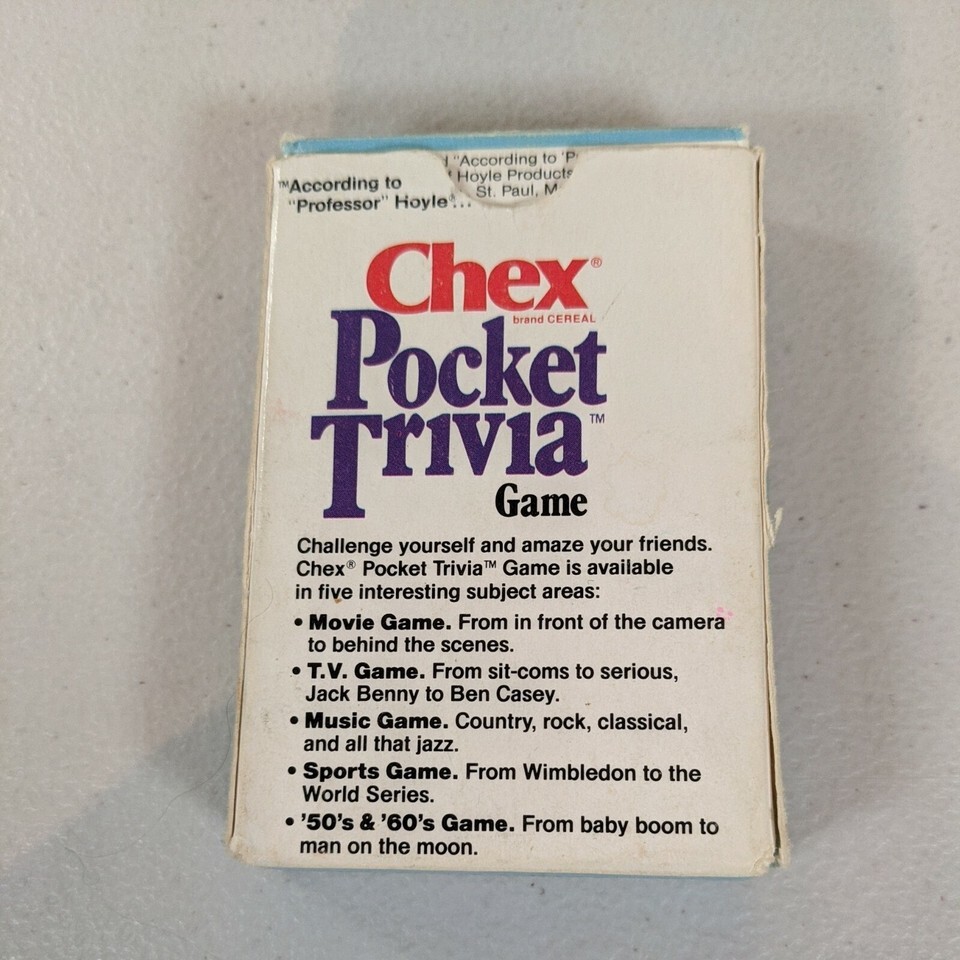 "According to 'P
Hoyle Products
St. Paul, M
™According to
"Professor" Hoyle®...
Chex®
brand CEREAL
Pocket
Trivia™
Game
Challenge yourself and amaze your friends.
Chex® Pocket Trivia™ Game is available
in five interesting subject areas:
• Movie Game. From in front of the camera
to behind the scenes.
• T.V. Game. From sit-coms to serious,
Jack Benny to Ben Casey.
• Music Game. Country, rock, classical,
and all that jazz.
• Sports Game. From Wimbledon to the
World Series.
• '50's & '60's Game. From baby boom to
man on the moon.